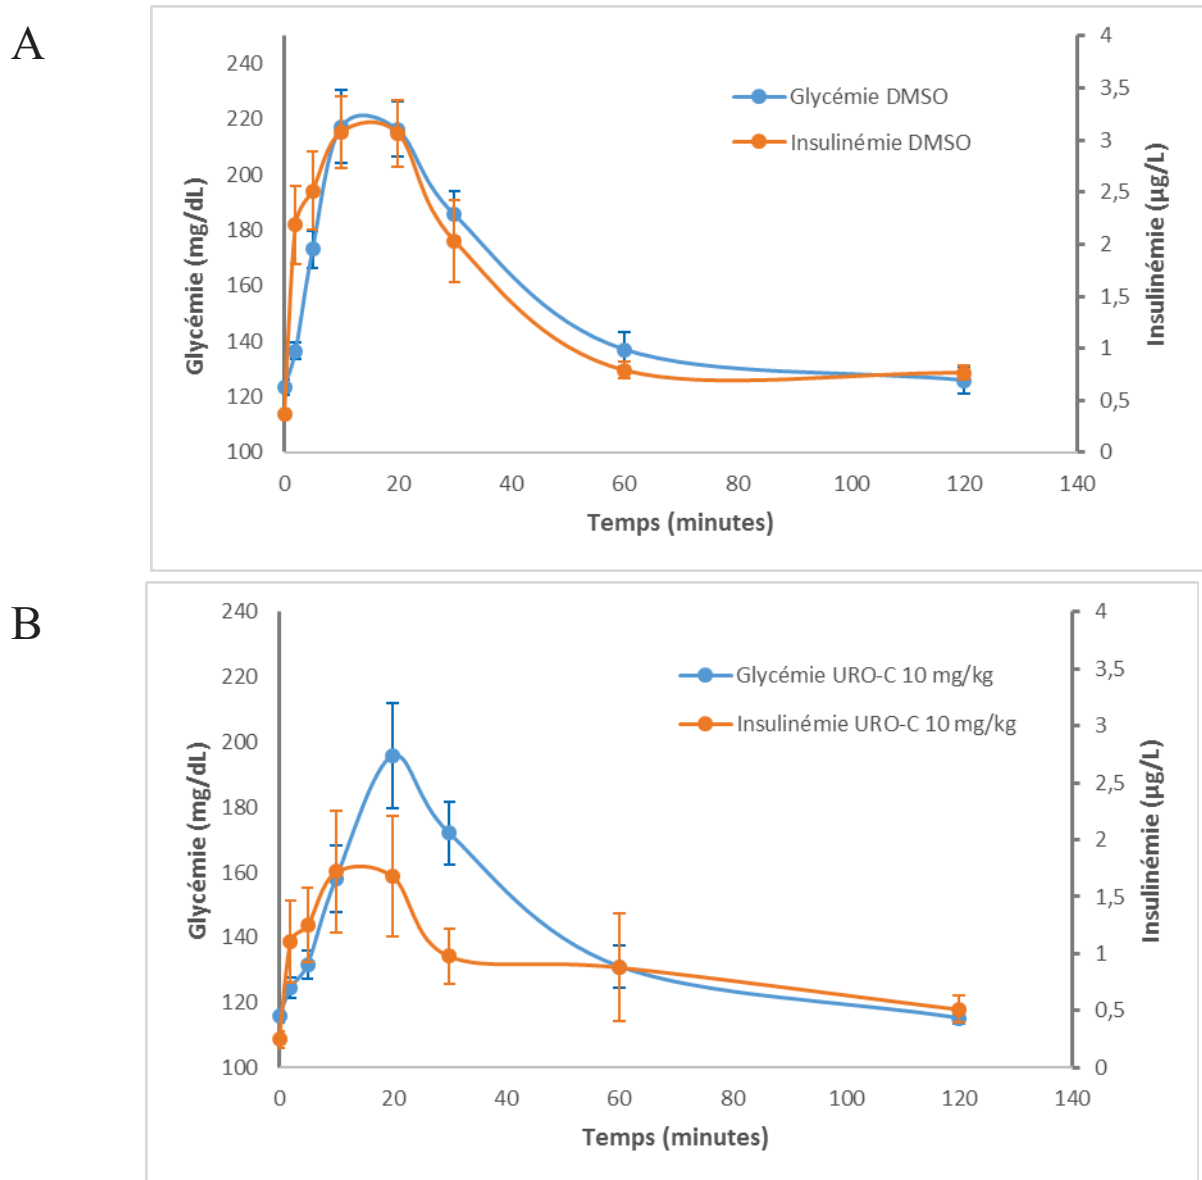 A
240
220
200
180
160
140
120
100
Glycémie (mg/dL)
4
3,5
3
2,5
2
1,5
1
0,5
0
Insulinémie (µg/L)
Glycémie DMSO
Insulinémie DMSO
0 20 40 60 80 100 120 140
Temps (minutes)
B
240
220
200
180
160
140
120
100
Glycémie (mg/dL)
4
3,5
3
2,5
2
1,5
1
0,5
0
Insulinémie (µg/L)
Glycémie URO-C 10 mg/kg
Insulinémie URO-C 10 mg/kg
0 20 40 60 80 100 120 140
Temps (minutes)